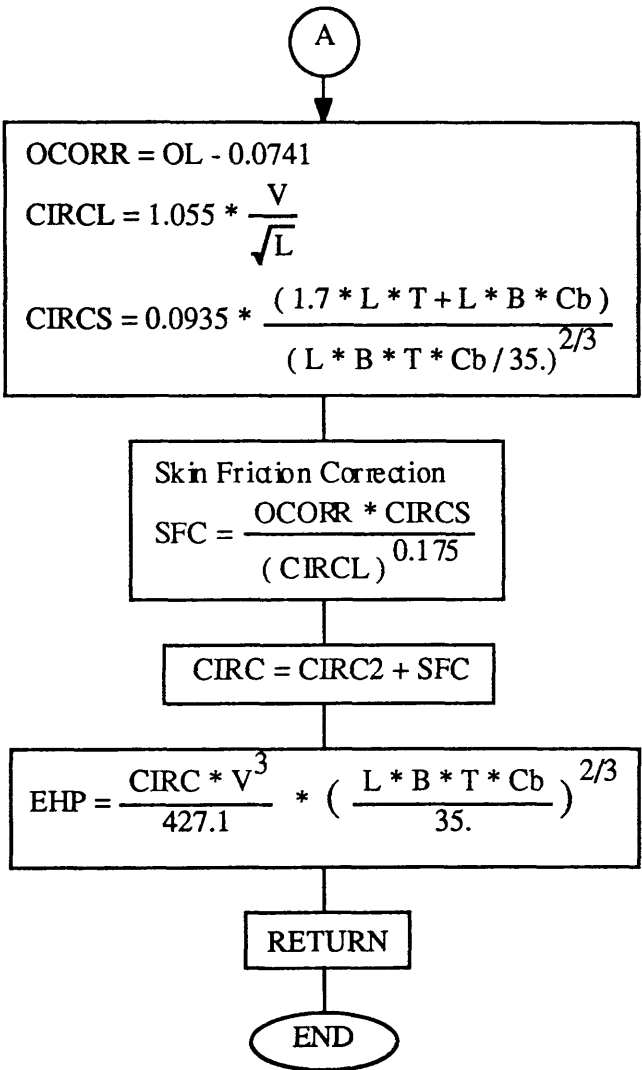 A
OCORR = OL - 0.0741
CIRCL = 1.055 * V / √L
CIRCS = 0.0935 * ( 1.7 * L * T + L * B * Cb ) / ( L * B * T * Cb / 35.)^2/3
Skin Friction Correction
SFC = OCORR * CIRCS / ( CIRCL )^0.175
CIRC = CIRC2 + SFC
EHP = CIRC * V^3 / 427.1 * ( L * B * T * Cb / 35. )^2/3
RETURN
END